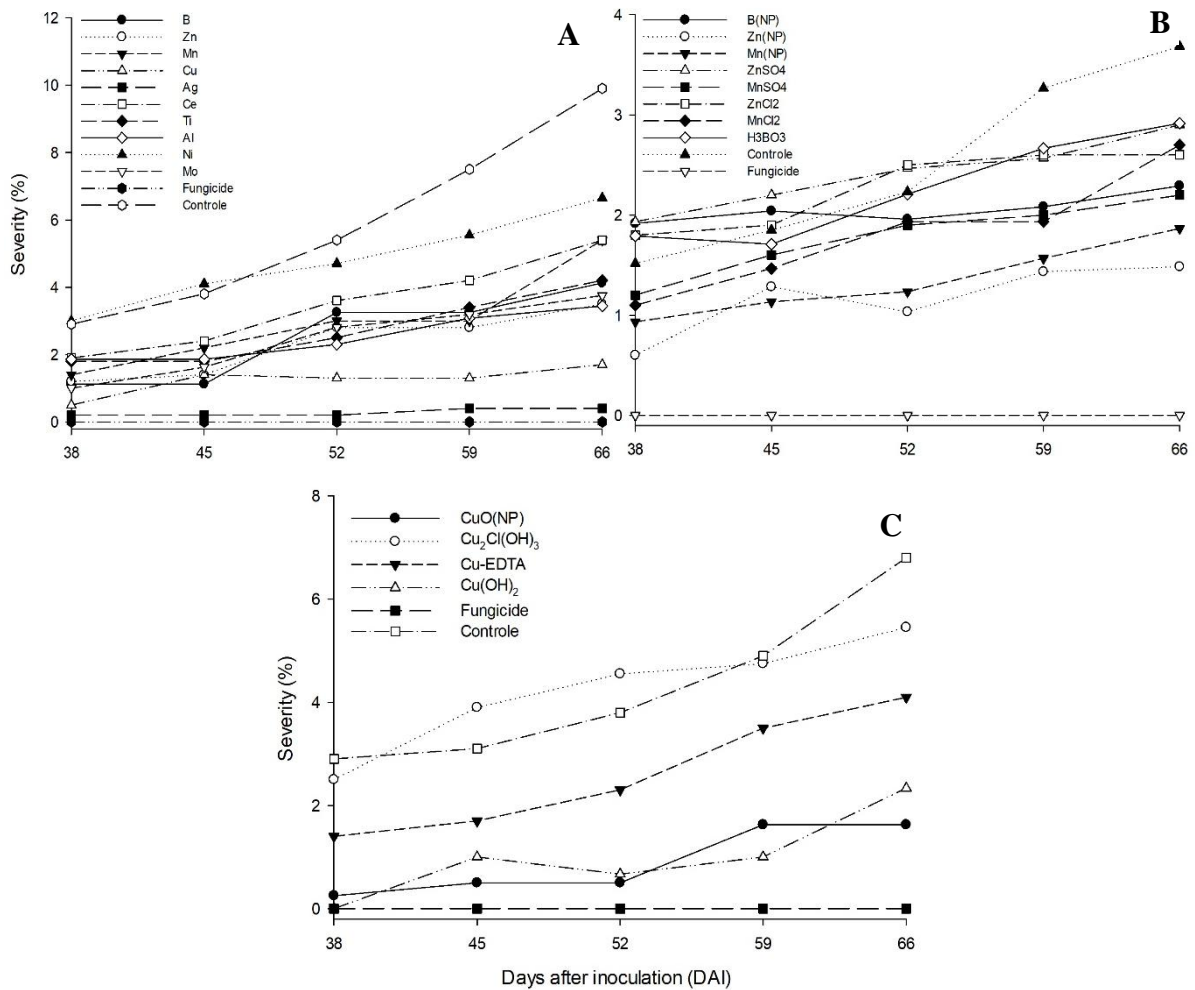 A
12
10
8
6
4
2
0
Severity (%)
B
Zn
Mn
Cu
Ag
Ce
Ti
Al
Ni
Mo
Fungicide
Controle
38 45 52 59 66
B
4
3
2
1
0
B(NP)
Zn(NP)
Mn(NP)
ZnSO4
MnSO4
ZnCl2
MnCl2
H3BO3
Controle
Fungicide
38 45 52 59 66
C
8
6
4
2
0
Severity (%)
CuO(NP)
Cu₂Cl(OH)₃
Cu-EDTA
Cu(OH)₂
Fungicide
Controle
38 45 52 59 66
Days after inoculation (DAI)